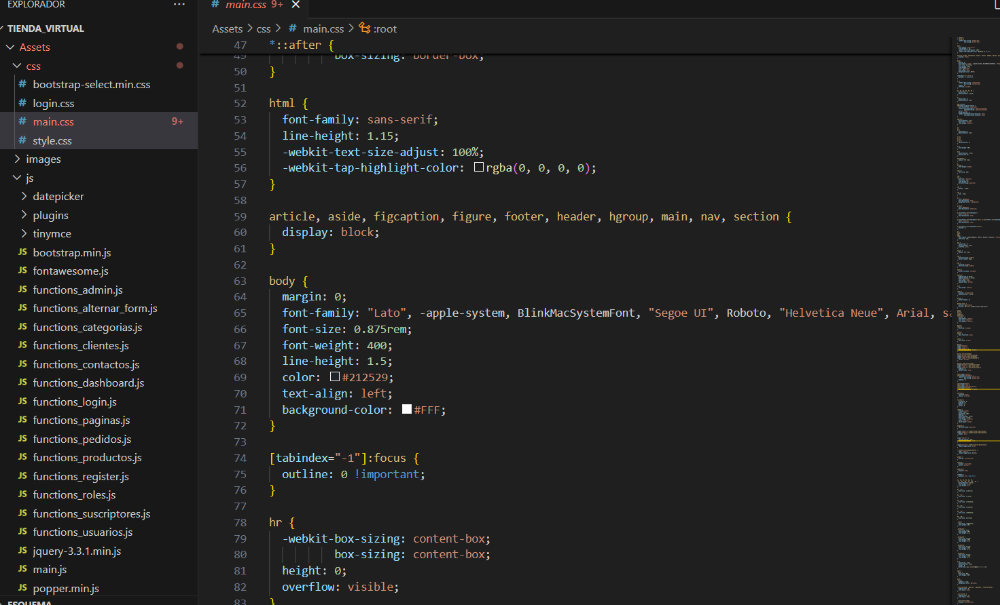 EXPLORADOR
TIENDA_VIRTUAL
Assets
css
# bootstrap-select.min.css
# login.css
# main.css 9+
# style.css
images
js
datepicker
plugins
tinymce
JS bootstrap.min.js
JS fontawesome.js
JS functions_admin.js
JS functions_alternar_form.js
JS functions_categorias.js
JS functions_clientes.js
JS functions_contactos.js
JS functions_dashboard.js
JS functions_login.js
JS functions_paginas.js
JS functions_pedidos.js
JS functions_productos.js
JS functions_register.js
JS functions_roles.js
JS functions_suscriptores.js
JS functions_usuarios.js
JS jquery-3.3.1.min.js
JS main.js
JS popper.min.js
ESQUEMA
# main.css 9+
Assets > css > # main.css > :root
47 *::after {
49 box-sizing: border-box;
50 }
51
52 html {
53 font-family: sans-serif;
54 line-height: 1.15;
55 -webkit-text-size-adjust: 100%;
56 -webkit-tap-highlight-color: rgba(0, 0, 0, 0);
57 }
58
59 article, aside, figcaption, figure, footer, header, hgroup, main, nav, section {
60 display: block;
61 }
62
63 body {
64 margin: 0;
65 font-family: "Lato", -apple-system, BlinkMacSystemFont, "Segoe UI", Roboto, "Helvetica Neue", Arial, sa
66 font-size: 0.875rem;
67 font-weight: 400;
68 line-height: 1.5;
69 color: #212529;
70 text-align: left;
71 background-color: #FFF;
72 }
73
74 [tabindex="-1"]:focus {
75 outline: 0 !important;
76 }
77
78 hr {
79 -webkit-box-sizing: content-box;
80 box-sizing: content-box;
81 height: 0;
82 overflow: visible;
83 }